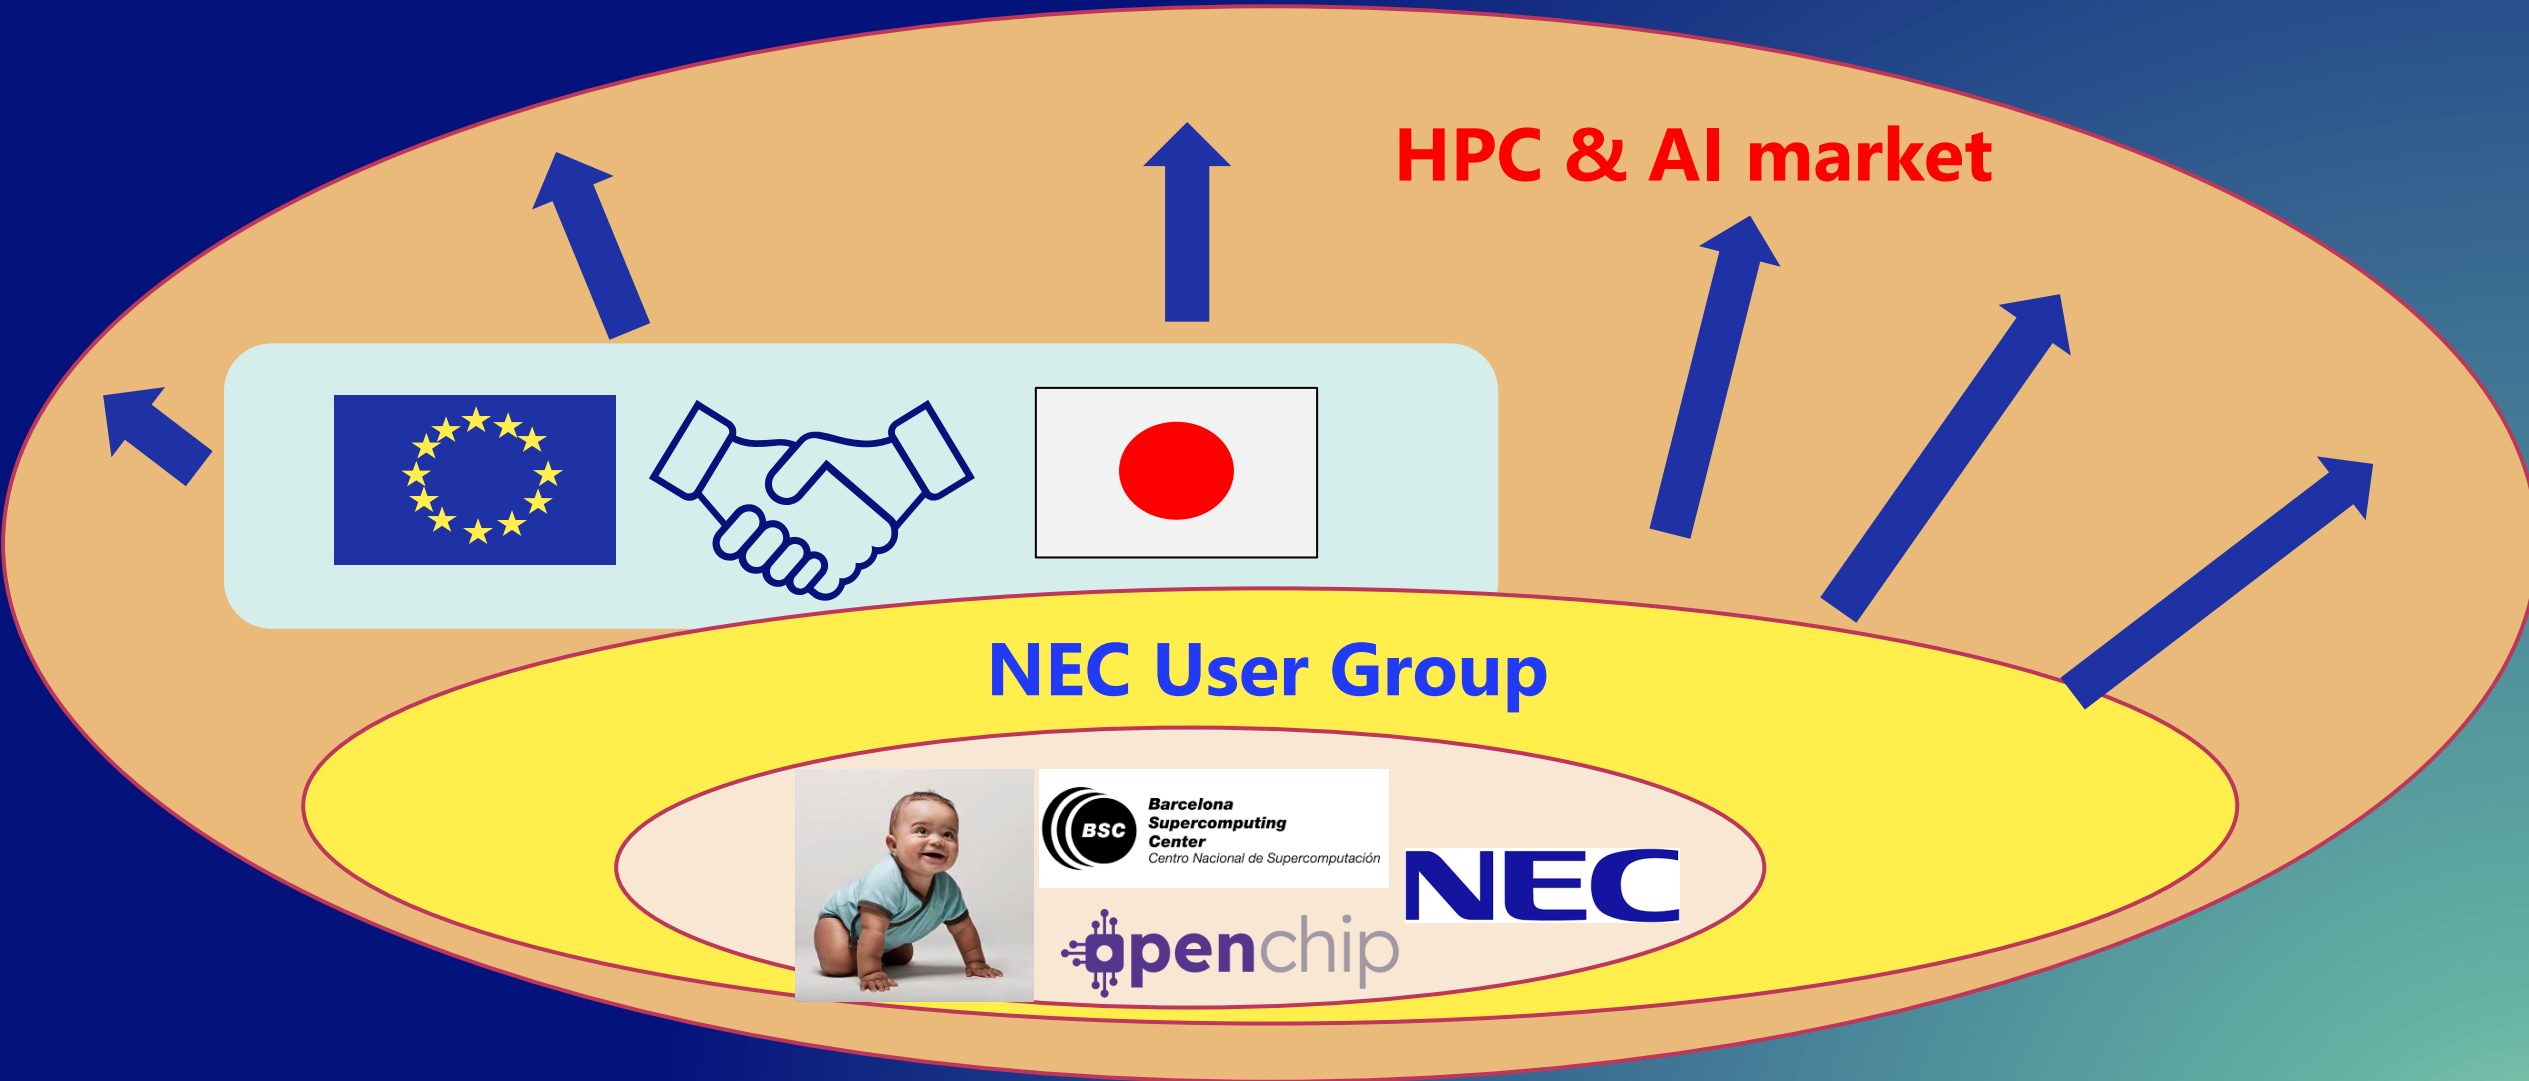 HPC & AI market
NEC User Group
BSC
Barcelona
Supercomputing
Center
Centro Nacional de Supercomputación
NEC
openchip